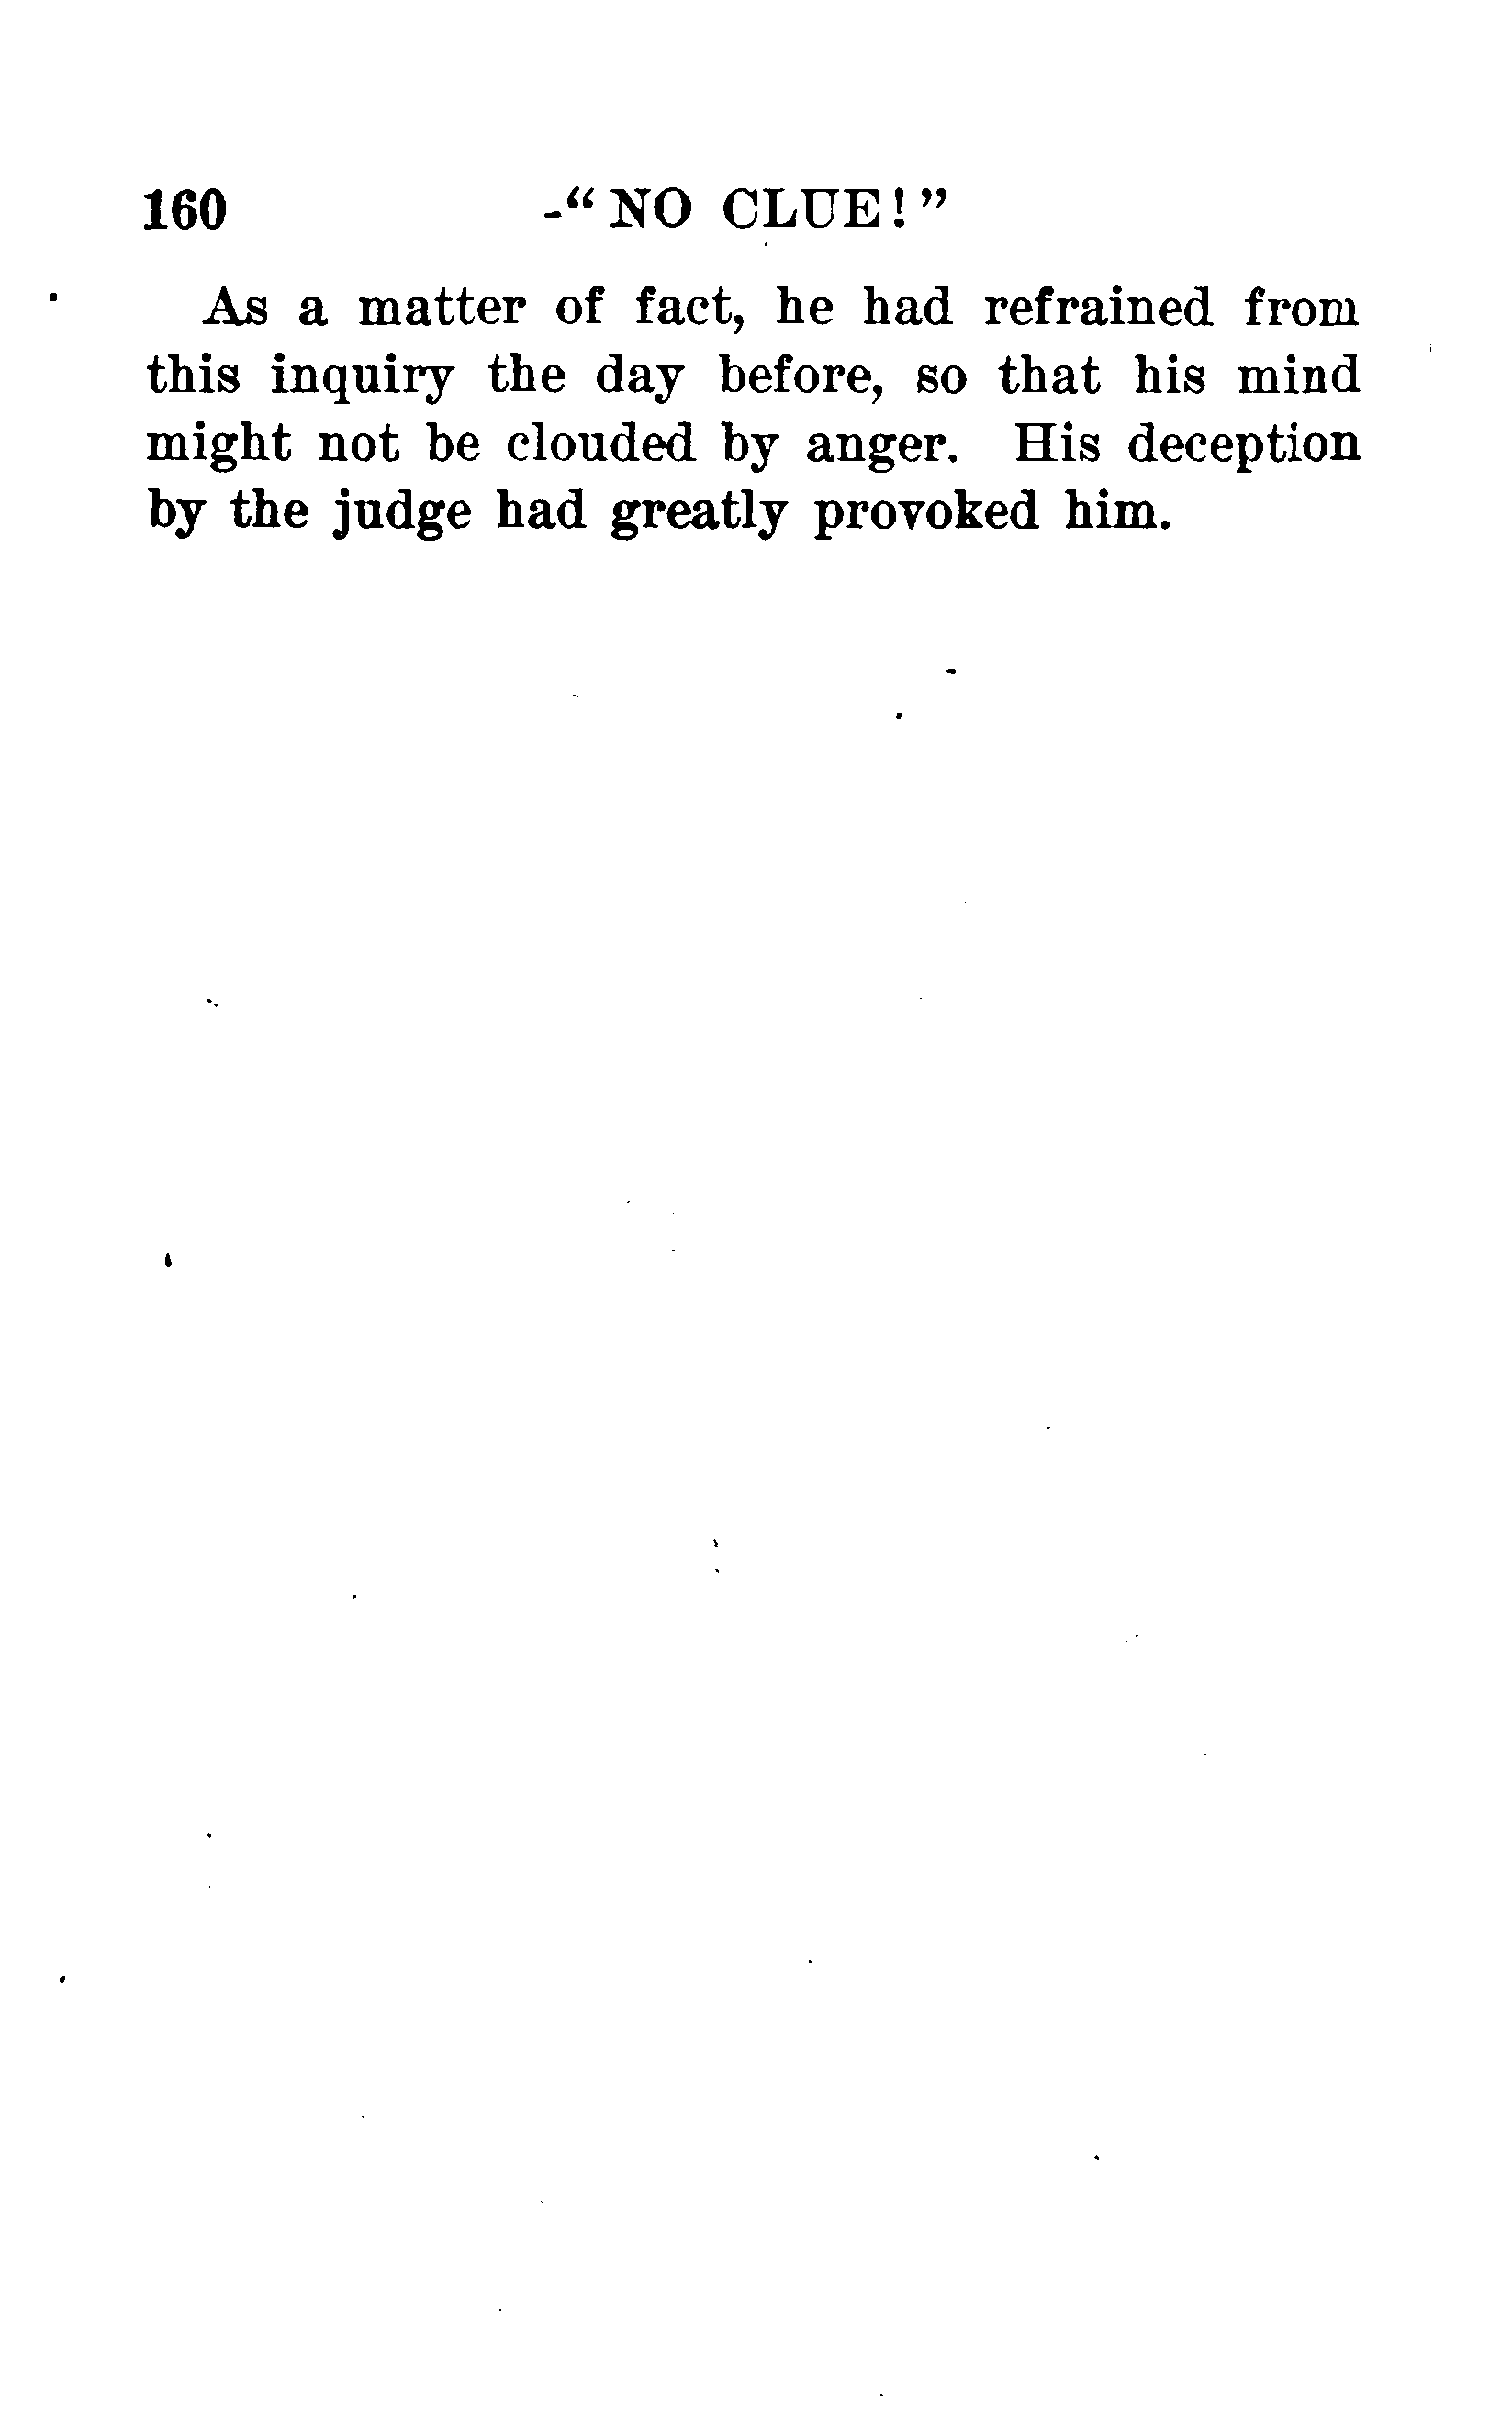 160 "NO CLUE!"
As a matter of fact, he had refrained from
this inquiry the day before, so that his mind
might not be clouded by anger. His deception
by the judge had greatly provoked him.